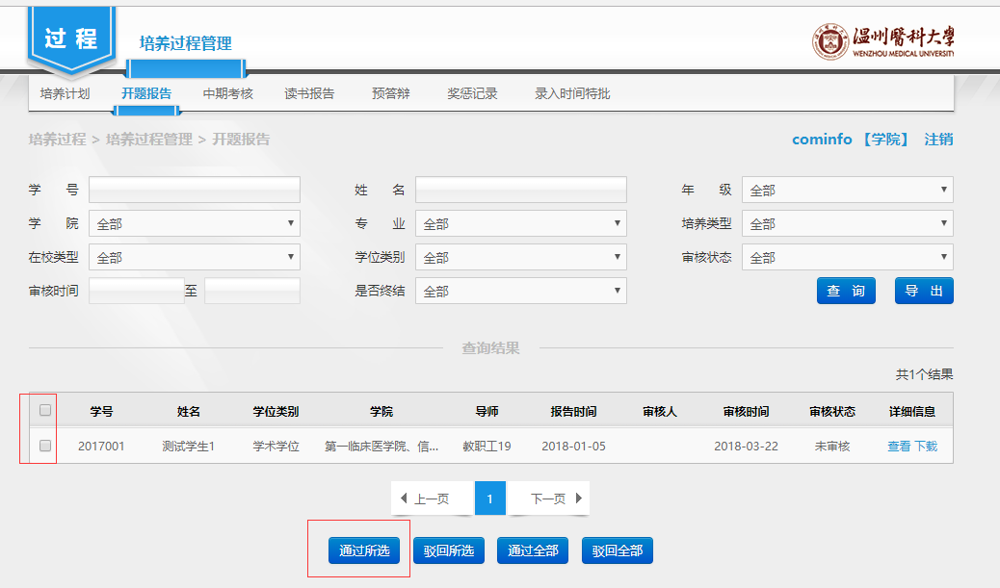 过 程
培养过程管理
温州醫科大學
WENZHOU MEDICAL UNIVERSITY
培养计划 开题报告 中期考核 读书报告 预答辩 奖惩记录 录入时间特批
培养过程 > 培养过程管理 > 开题报告 cominfo 【学院】 注销
学 号 姓 名 年 级 全部
学 院 全部 专 业 全部 培养类型 全部
在校类型 全部 学位类别 全部 审核状态 全部
审核时间 至 是否终结 全部 查 询 导 出
查询结果
共1个结果
学号 姓名 学位类别 学院 导师 报告时间 审核人 审核时间 审核状态 详细信息
2017001 测试学生1 学术学位 第一临床医学院、信... 教职工19 2018-01-05 2018-03-22 未审核 查看 下载
上一页 1 下一页
通过所选 驳回所选 通过全部 驳回全部